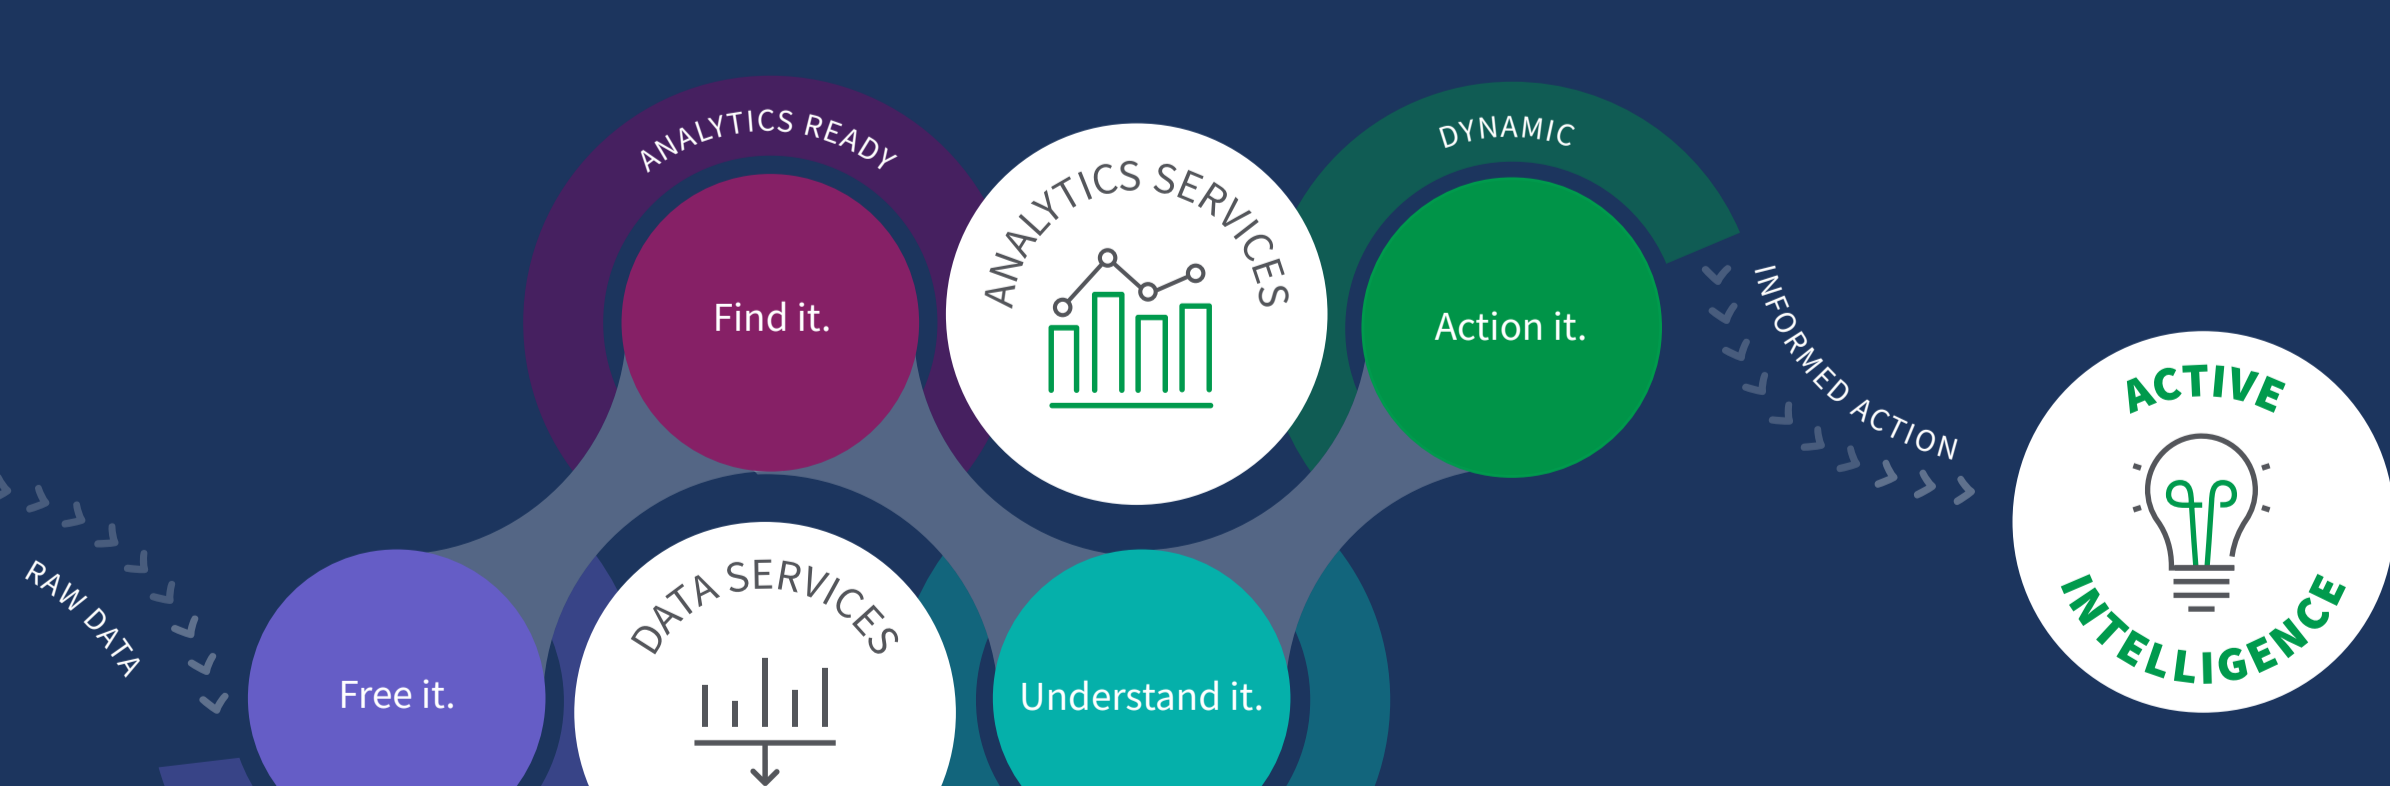 RAW DATA
Free it.
ANALYTICS READY
Find it.
DATA SERVICES
ANALYTICS SERVICES
Understand it.
DYNAMIC
Action it.
INFORMED ACTION
ACTIVE
INTELLIGENCE